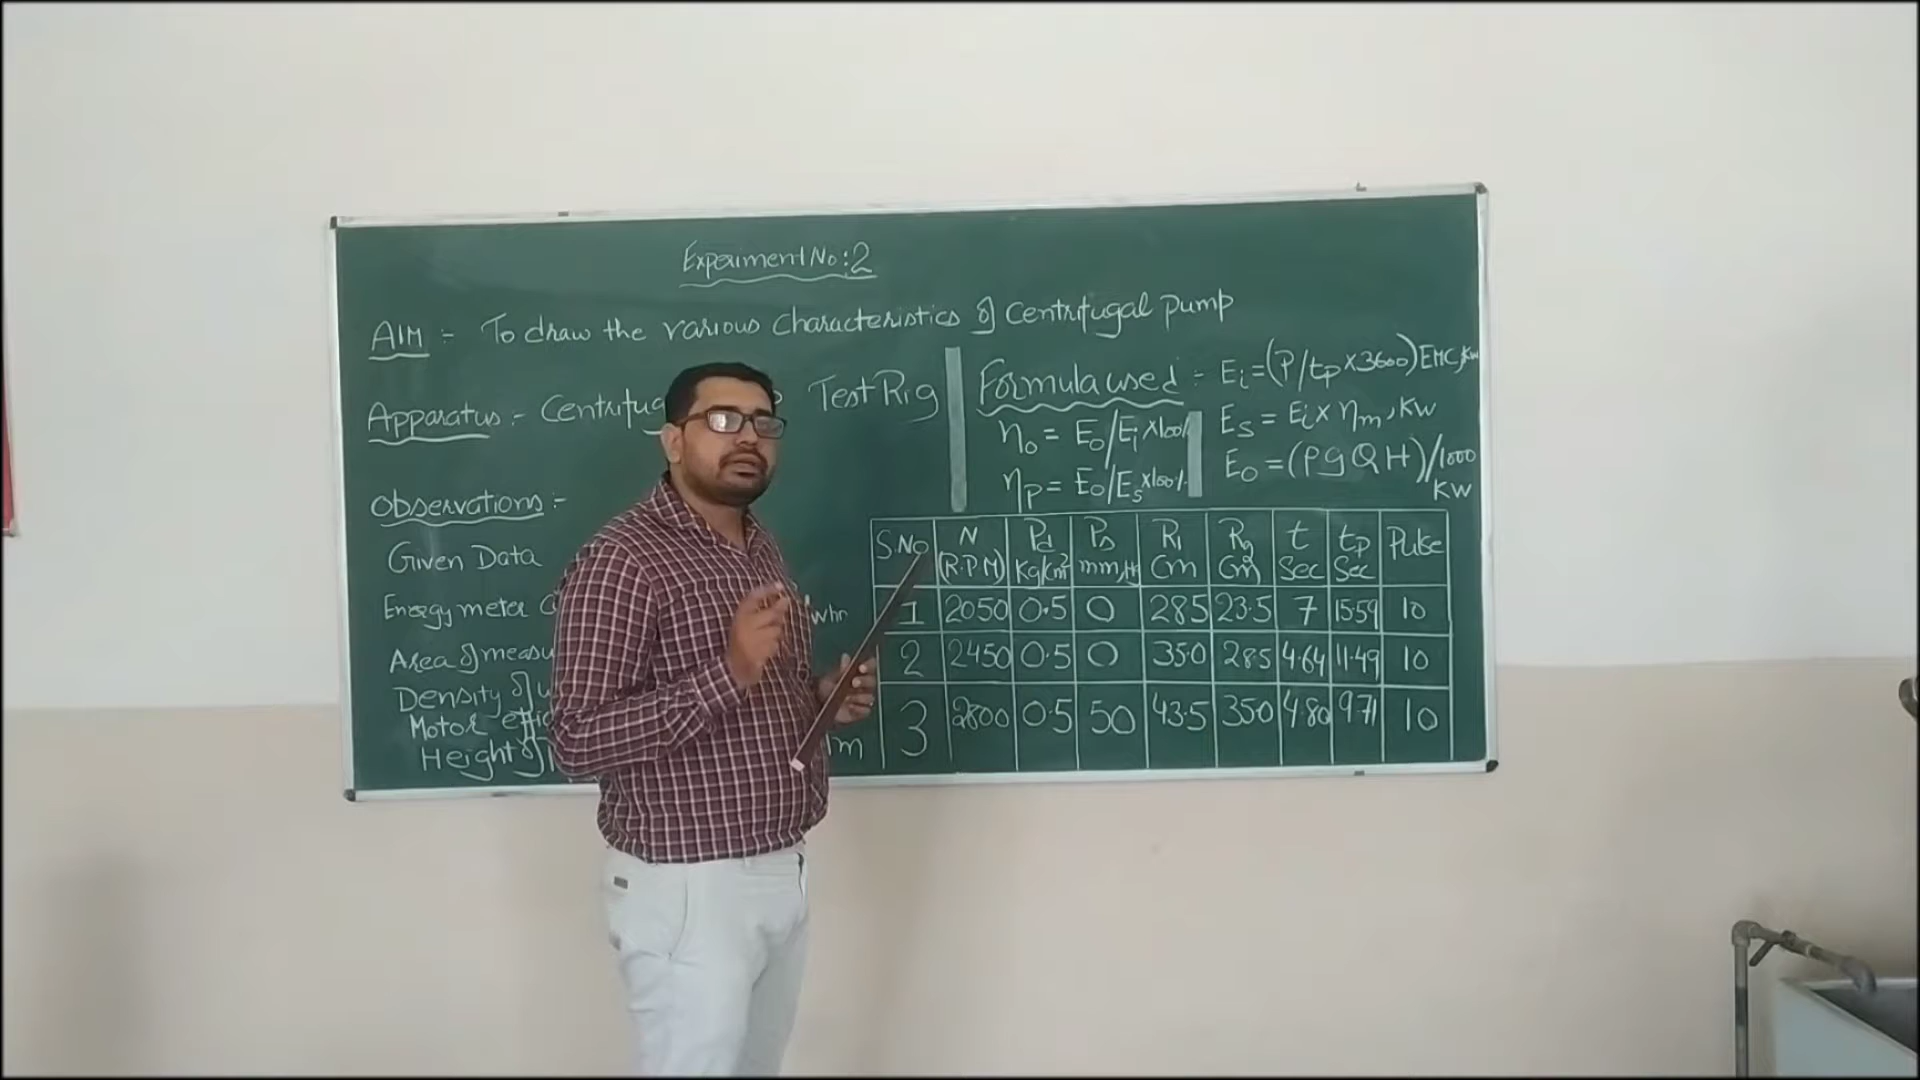 Experiment No: 2
AIM :- To draw the various Characteristics of Centrifugal pump
Apparatus :- Centrifug Test Rig
Formula used :- Ei=(P/tp×3600)EMC,Kw
ηo = Eo/Ei×100%
Es = Ei×ηm,Kw
ηp = Eo/Es×100%
Eo =(ρgQH)/1000 KW
Observations :-
Given Data
Energy meter whr
Area of measu
Density of
Motor effic
Height of m
S.No N (R.P.M) Pd Kg/cm² Ps mm,Hg R1 Cm R2 Cm t Sec tp Sec Pulse
1 2050 0.5 0 285 23.5 7 15.59 10
2 2450 0.5 0 35.0 28.5 4.64 11.49 10
3 2800 0.5 50 43.5 35.0 4.80 9.71 10